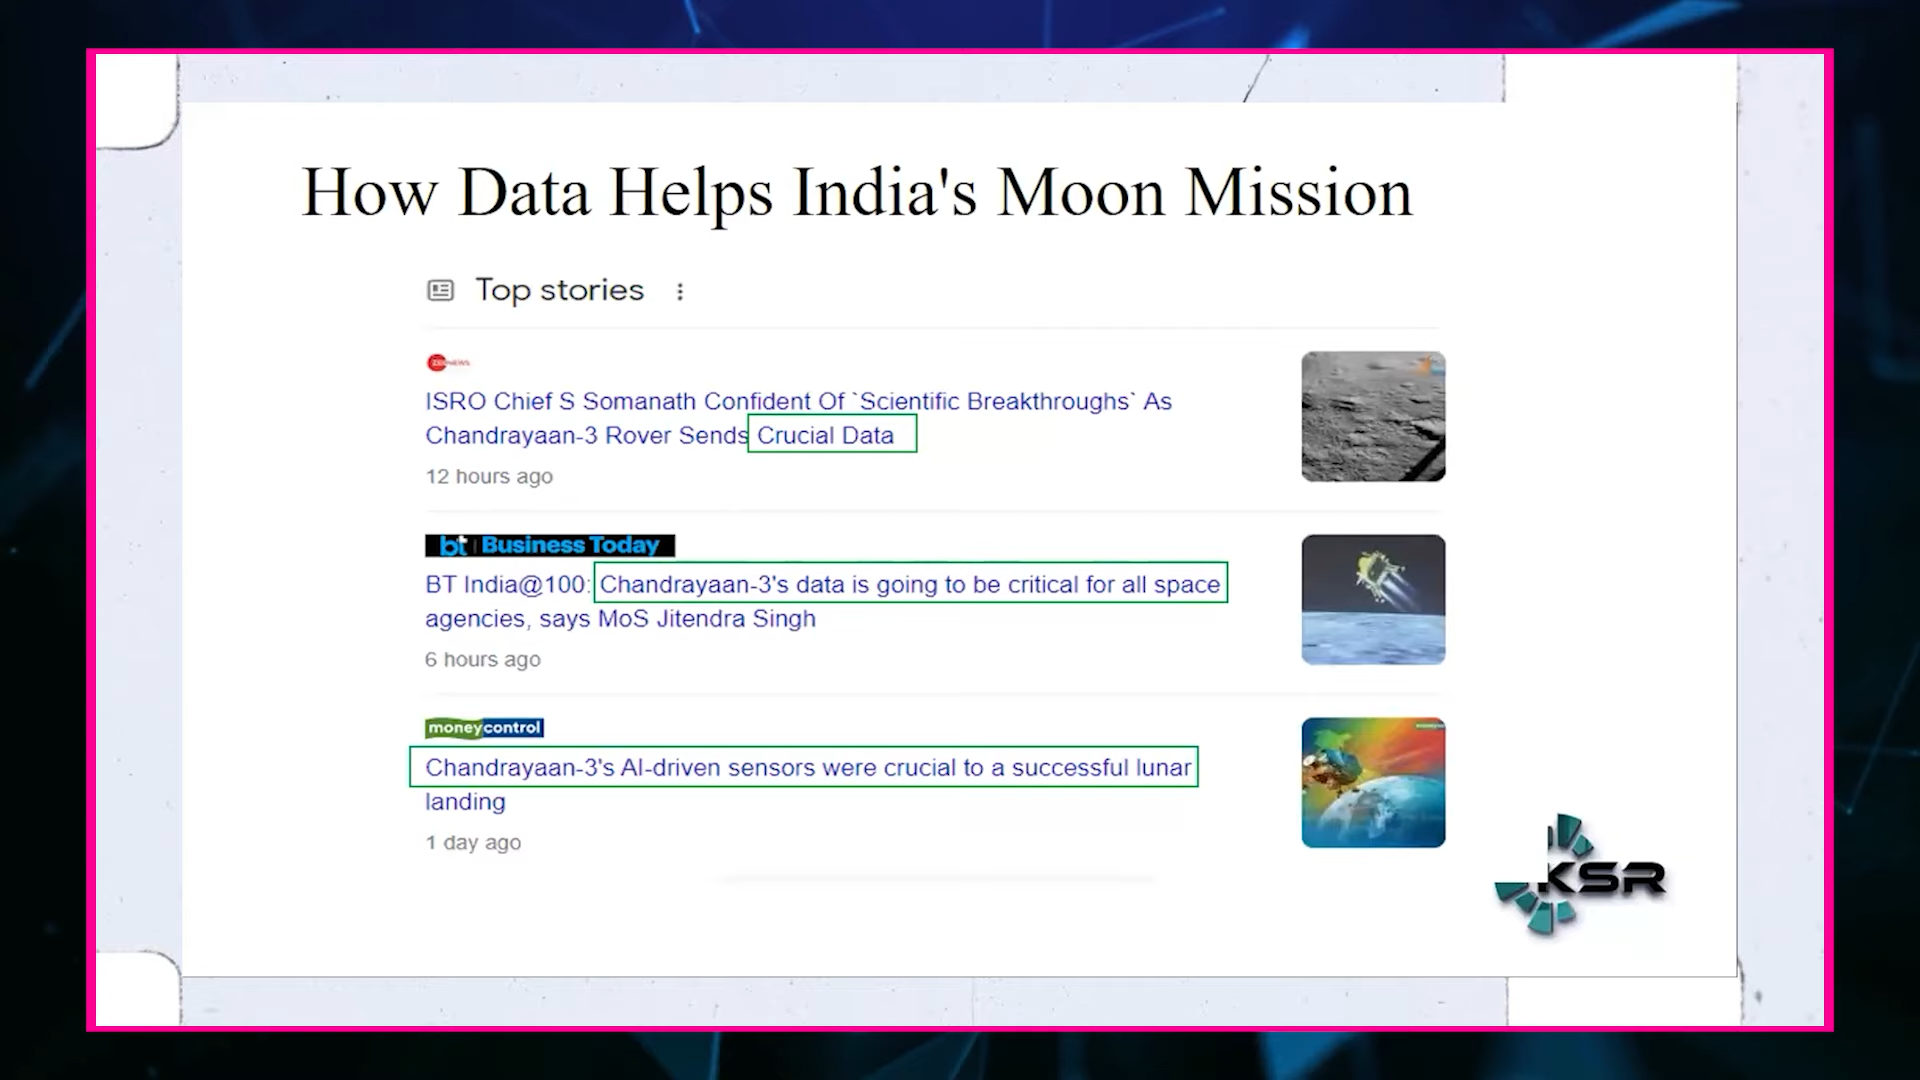 How Data Helps India's Moon Mission
Top stories
ZEE NEWS
ISRO Chief S Somanath Confident Of `Scientific Breakthroughs` As
Chandrayaan-3 Rover Sends Crucial Data
12 hours ago
bt Business Today
BT India@100: Chandrayaan-3's data is going to be critical for all space
agencies, says MoS Jitendra Singh
6 hours ago
moneycontrol
Chandrayaan-3's AI-driven sensors were crucial to a successful lunar
landing
1 day ago
KSR